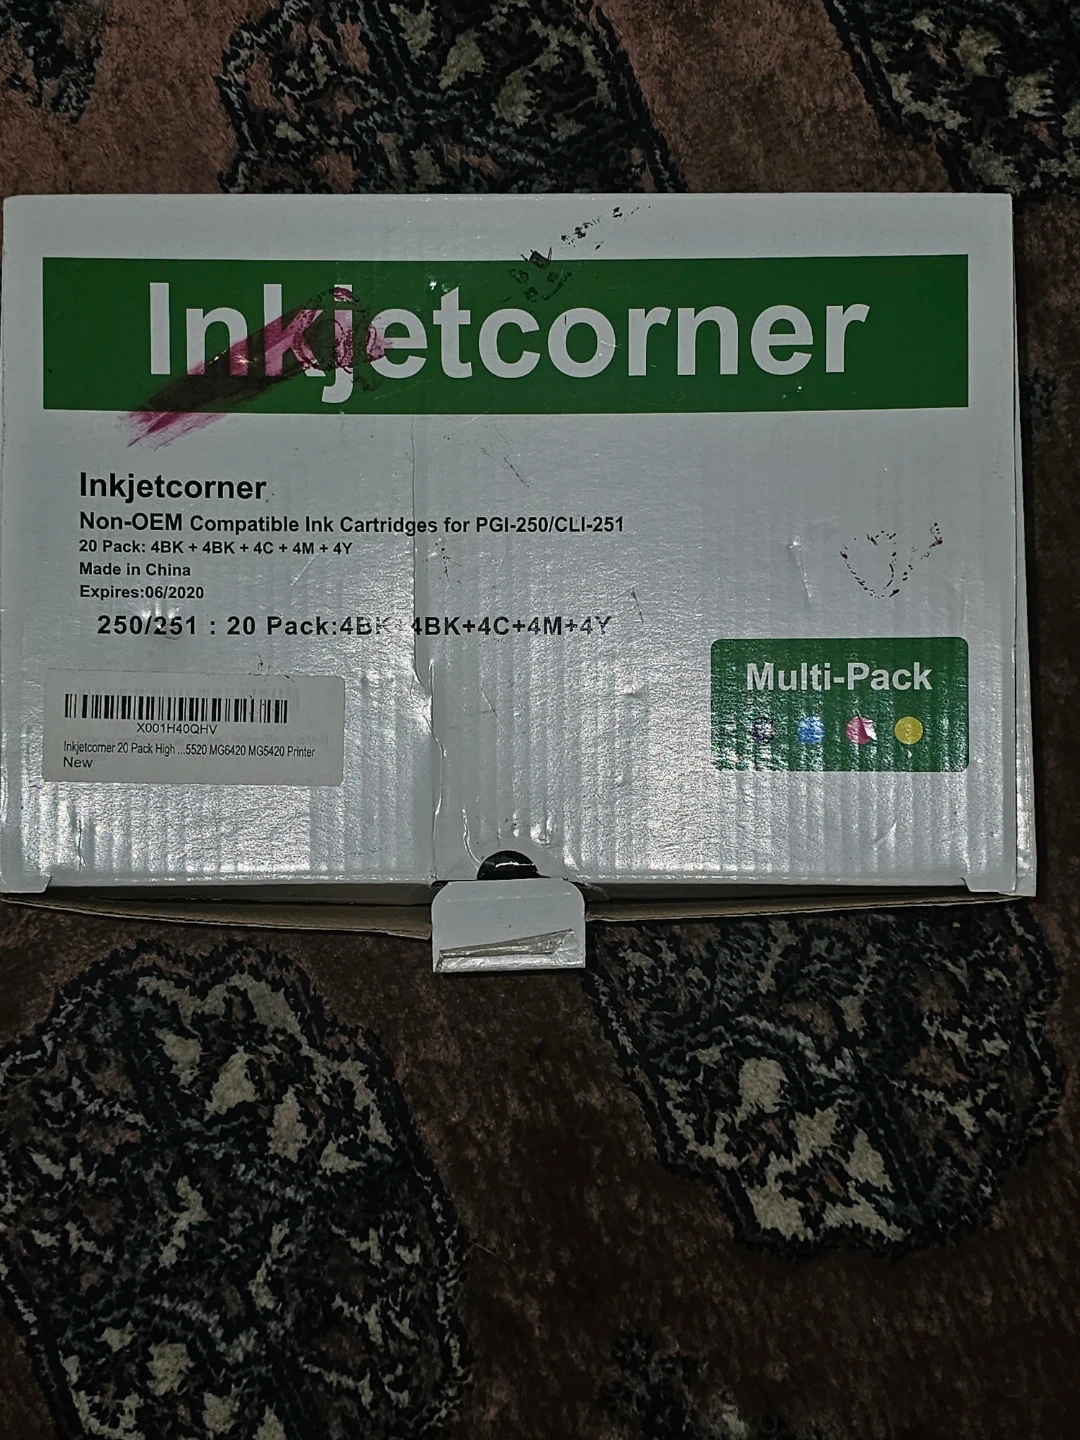 Inkjetcorner
Inkjetcorner
Non-OEM Compatible Ink Cartridges for PGI-250/CLI-251
20 Pack: 4BK + 4BK + 4C + 4M + 4Y
Made in China
Expires:06/2020
250/251 : 20 Pack:4BK+4BK+4C+4M+4Y
Multi-Pack
X001H40QHV
Inkjetcorner 20 Pack High ...5520 MG6420 MG5420 Printer
New